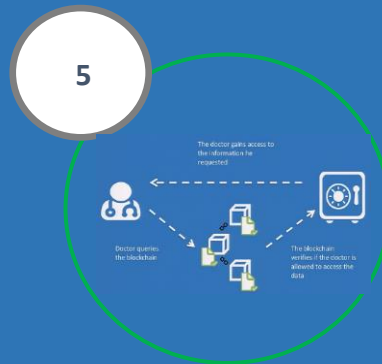 5
The doctor gains access to
the information he
requested
Doctor queries
the blockchain
The blockchain
verifies if the doctor is
allowed to access the
data